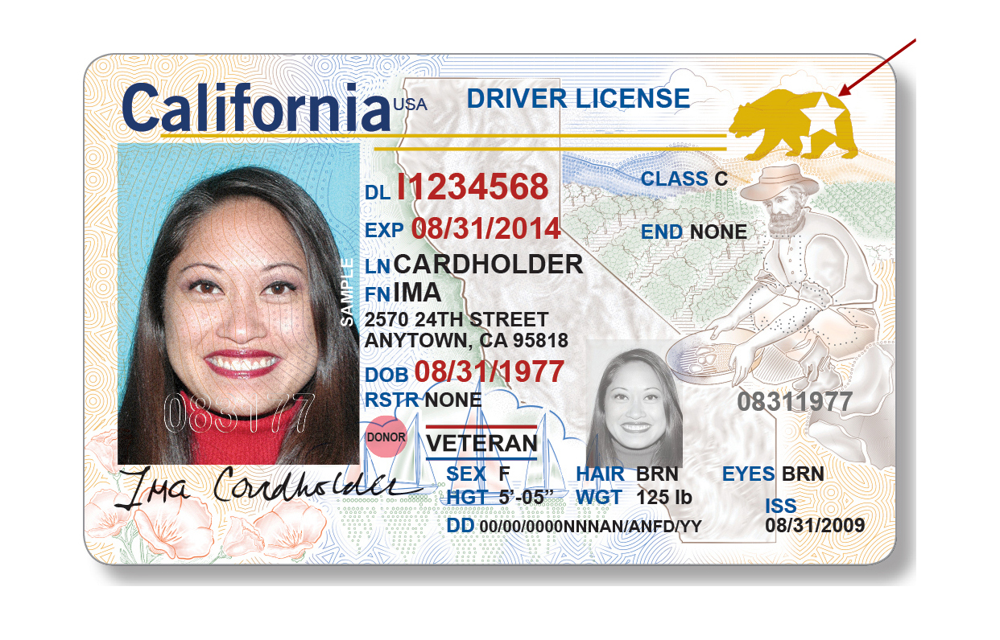 California USA
DRIVER LICENSE
DL I1234568
CLASS C
EXP 08/31/2014
END NONE
LN CARDHOLDER
FN IMA
2570 24TH STREET
ANYTOWN, CA 95818
DOB 08/31/1977
RSTR NONE
08311977
SAMPLE
083177
DONOR
VETERAN
Ima Cardholder
SEX F
HAIR BRN
EYES BRN
HGT 5'-05"
WGT 125 lb
ISS
08/31/2009
DD 00/00/0000NNNAN/ANFD/YY